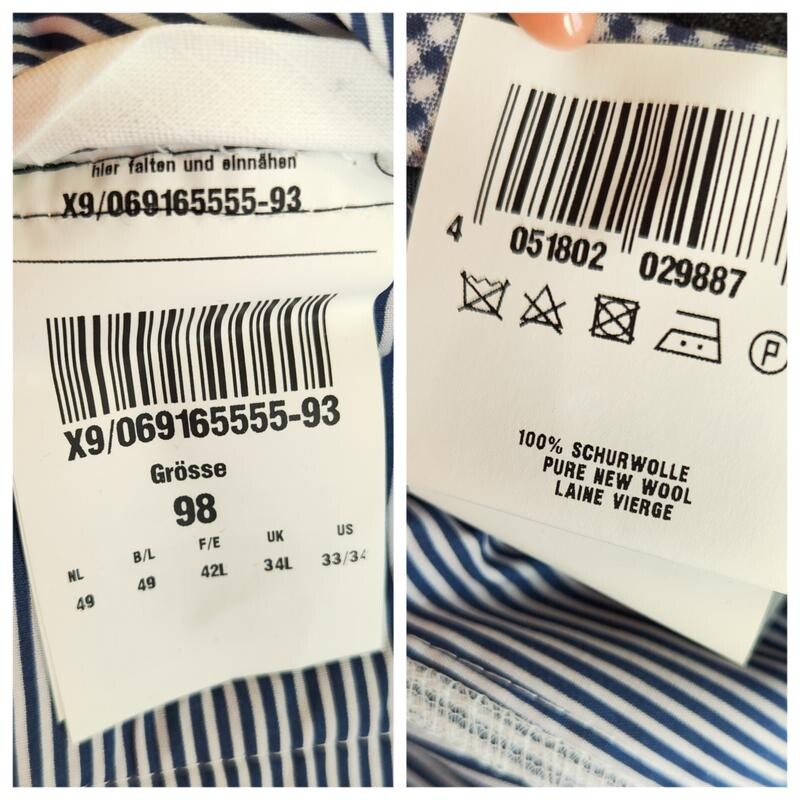 hier falten und einnähen
X9/069165555-93
X9/069165555-93
Grösse
98
NL B/L F/E UK US
49 49 42L 34L 33/34
4 051802 029887
P
100% SCHURWOLLE
PURE NEW WOOL
LAINE VIERGE